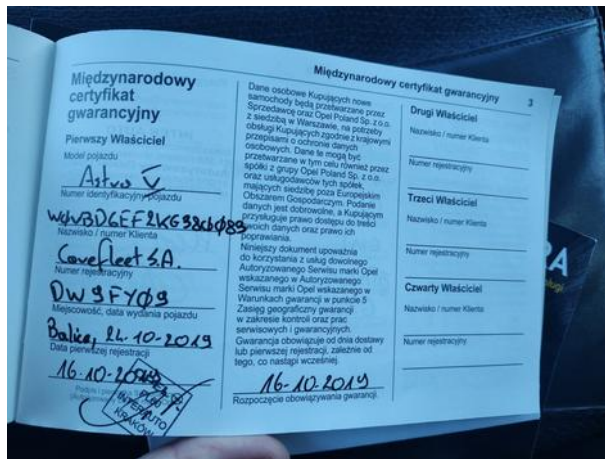 Międzynarodowy certyfikat gwarancyjny
3
Międzynarodowy
certyfikat
gwarancyjny
Pierwszy Właściciel
Model pojazdu
Astra V
Numer identyfikacyjny pojazdu
Nazwisko / numer Klienta
Carefleet S.A.
Numer rejestracyjny
DW9FY09
Miejscowość, data wydania pojazdu
Balice, 24-10-2019
Data pierwszej rejestracji
16-10-2019
KRAKÓW
Dane osobowe Kupujących nowe
samochody będą przetwarzane przez
Sprzedawcę oraz Opel Poland Sp. z o.o.
z siedzibą w Warszawie, na potrzeby
obsługi Kupujących zgodnie z krajowymi
przepisami o ochronie danych
osobowych. Dane te mogą być
przetwarzane w tym celu również przez
spółki z grupy Opel Poland Sp. z o.o.
oraz usługodawców tych spółek,
mających siedzibę poza Europejskim
Obszarem Gospodarczym. Podanie
danych jest dobrowolne, a Kupującym
przysługuje prawo dostępu do treści
swoich danych oraz prawo ich
poprawiania.
Niniejszy dokument upoważnia
do korzystania z usług dowolnego
Autoryzowanego Serwisu marki Opel
wskazanego w Autoryzowanego
Serwisu marki Opel wskazanego w
Warunkach gwarancji w punkcie 5
Zasięg geograficzny gwarancji
w zakresie kontroli oraz prac
serwisowych i gwarancyjnych.
Gwarancja obowiązuje od dnia dostawy
lub pierwszej rejestracji, zależnie od
tego, co nastąpi wcześniej.
16-10-2019
Rozpoczęcie obowiązywania gwarancji.
Drugi Właściciel
Nazwisko / numer Klienta
Numer rejestracyjny
Trzeci Właściciel
Nazwisko / numer Klienta
Numer rejestracyjny
Czwarty Właściciel
Nazwisko / numer Klienta
Numer rejestracyjny